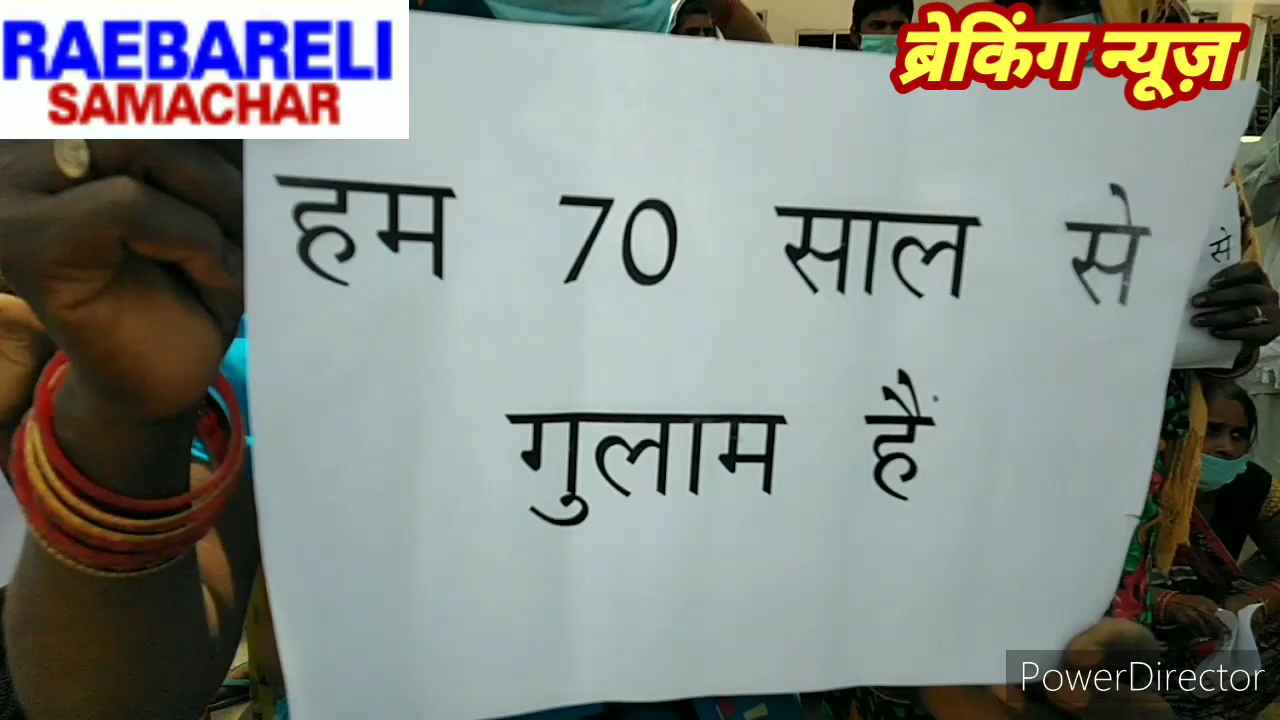 RAEBARELI
SAMACHAR
ब्रेकिंग न्यूज़
हम 70 साल से
गुलाम हैं
से
PowerDirector